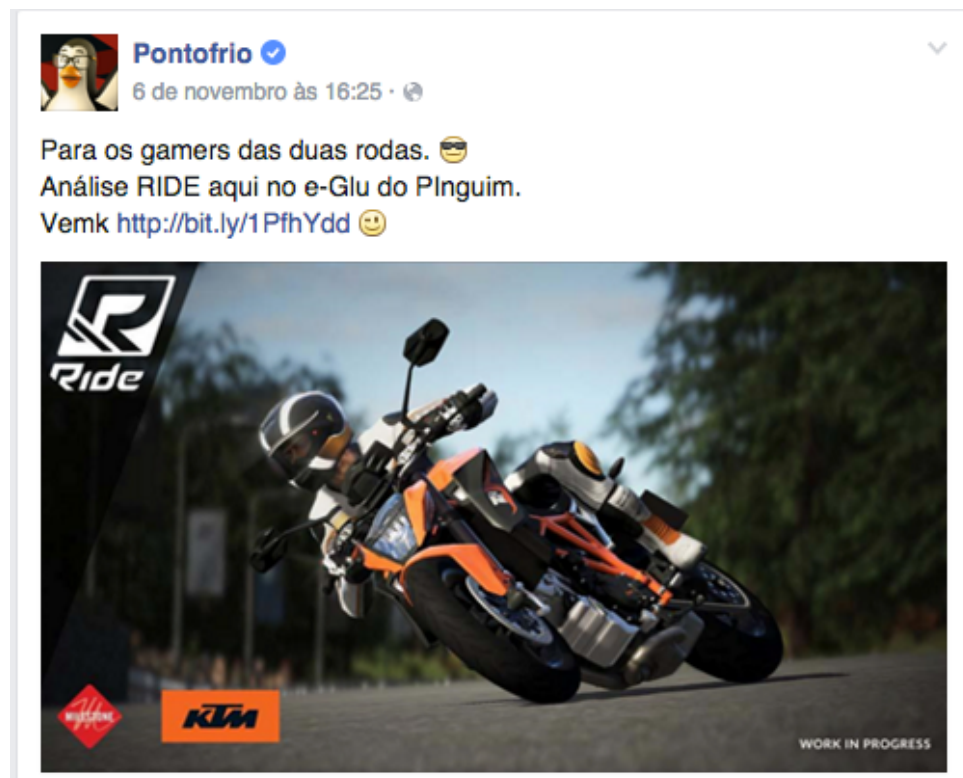 Pontofrio
6 de novembro às 16:25 ·
Para os gamers das duas rodas. 😎
Análise RIDE aqui no e-Glu do PInguim.
Vemk http://bit.ly/1PfhYdd 😉
R
Ride
MILESTONE
KTM
WORK IN PROGRESS